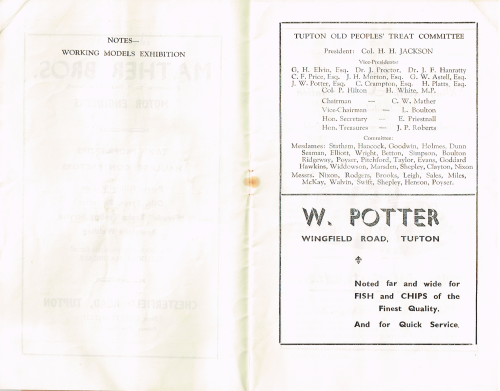 NOTES—
WORKING MODELS EXHIBITION
TUPTON OLD PEOPLES' TREAT COMMITTEE
President: Col. H. H. JACKSON
Vice-Presidents:
G. H. Elvin, Esq. Dr. J. Proctor, Dr. J. F. Hanratty
C. F. Price, Esq. J. H. Morton, Esq. G. W. Astell, Esq.
J. W. Potter, Esq. C. Crampton, Esq. H. Platts, Esq.
Col. P. Hilton H. White, M.P.
Chairman — C. W. Mather
Vice-Chairman — L. Boulton
Hon. Secretary — E. Priestnall
Hon. Treasurer — J. P. Roberts
Committee:
Mesdames: Statham, Hancock, Goodwin, Holmes, Dunn
Seaman, Elliott, Wright, Betton, Simpson, Boulton
Ridgeway, Poyser, Pitchford, Taylor, Evans, Goddard
Hawkins, Widdowson, Marsden, Shepley, Clayton, Nixon
Messrs. Nixon, Rodgers, Brooks, Leigh, Sales, Miles,
McKay, Walvin, Swift, Shepley, Hereon, Poyser.
W. POTTER
WINGFIELD ROAD, TUPTON
Noted far and wide for
FISH and CHIPS of the
Finest Quality.
And for Quick Service.